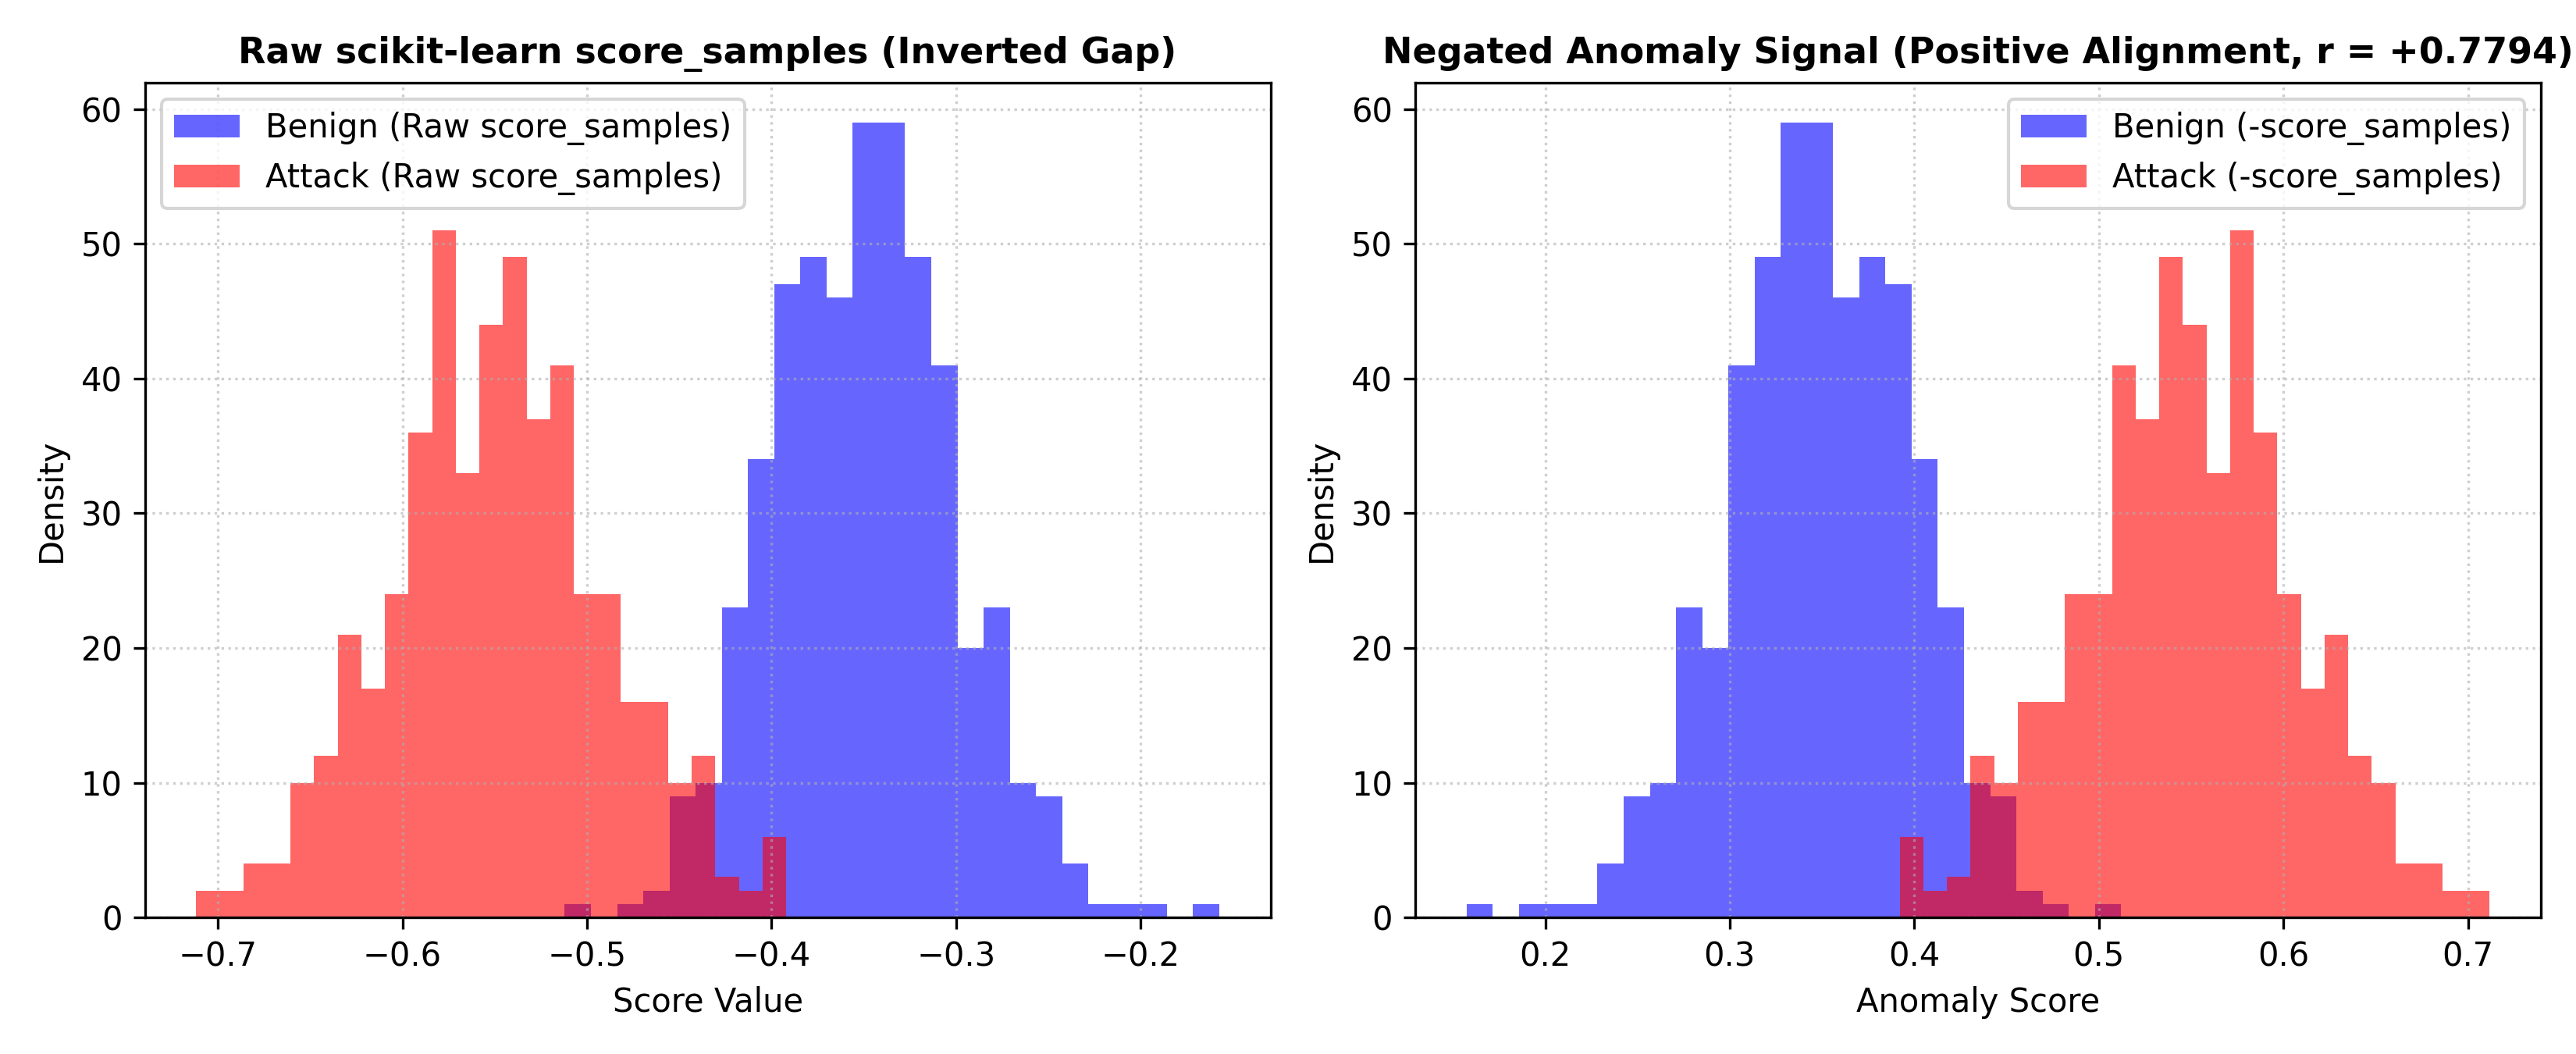 Raw scikit-learn score_samples (Inverted Gap)
Benign (Raw score_samples)
Attack (Raw score_samples)
Density
60
50
40
30
20
10
0
−0.7 −0.6 −0.5 −0.4 −0.3 −0.2
Score Value
Negated Anomaly Signal (Positive Alignment, r = +0.7794)
Benign (-score_samples)
Attack (-score_samples)
Density
60
50
40
30
20
10
0
0.2 0.3 0.4 0.5 0.6 0.7
Anomaly Score